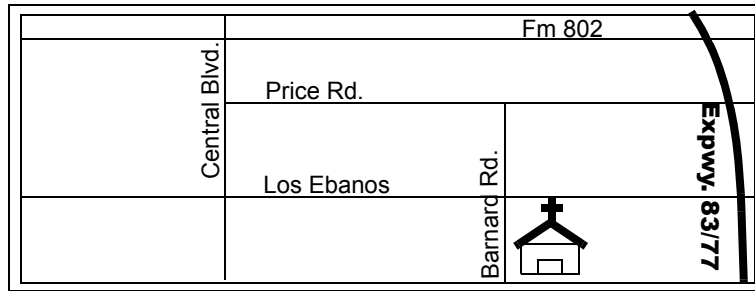 Fm 802
Central Blvd.
Price Rd.
Expwy. 83/77
Los Ebanos
Barnard Rd.